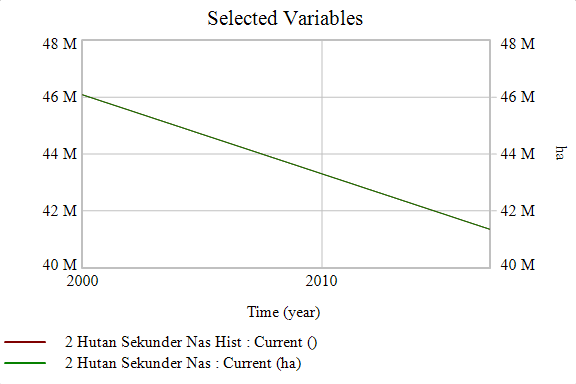 Selected Variables
48 M 48 M
46 M 46 M
44 M 44 M
ha
42 M 42 M
40 M 40 M
2000 2010
Time (year)
2 Hutan Sekunder Nas Hist : Current ()
2 Hutan Sekunder Nas : Current (ha)